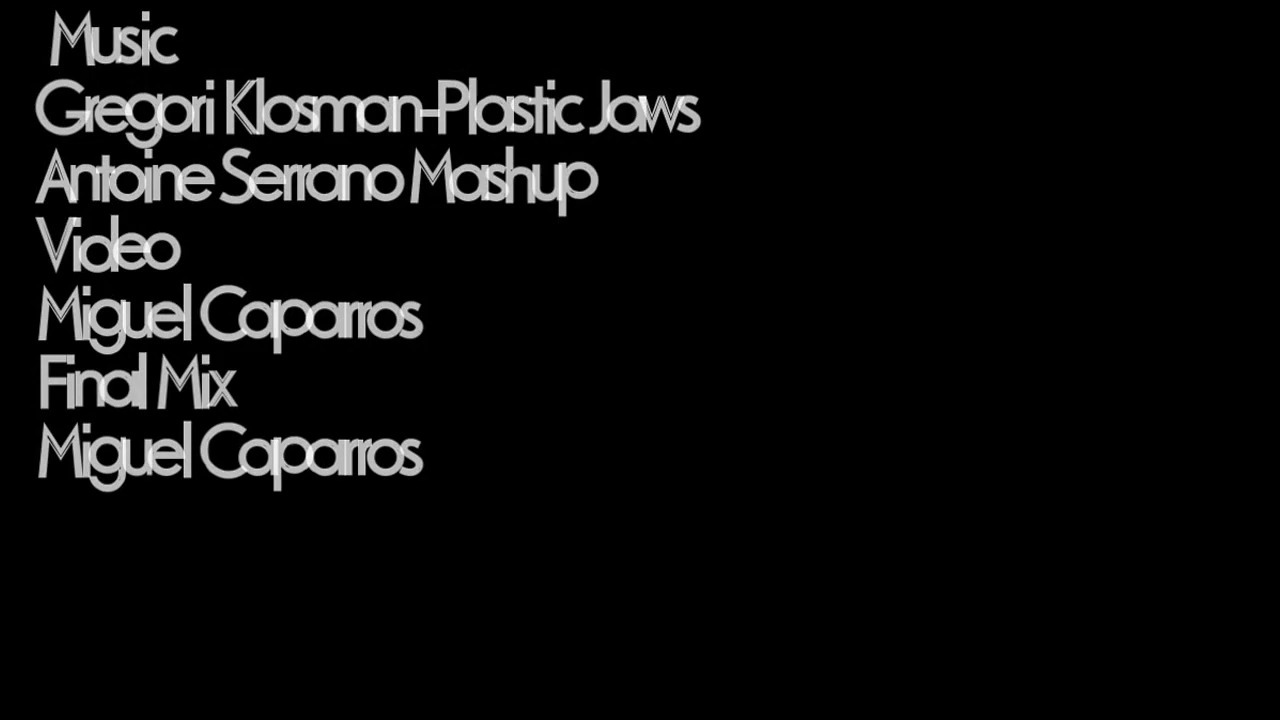 Music
Gregori Klosman-Plastic Jaws
Antoine Serrano Mashup
Video
Miguel Caparros
Final Mix
Miguel Caparros